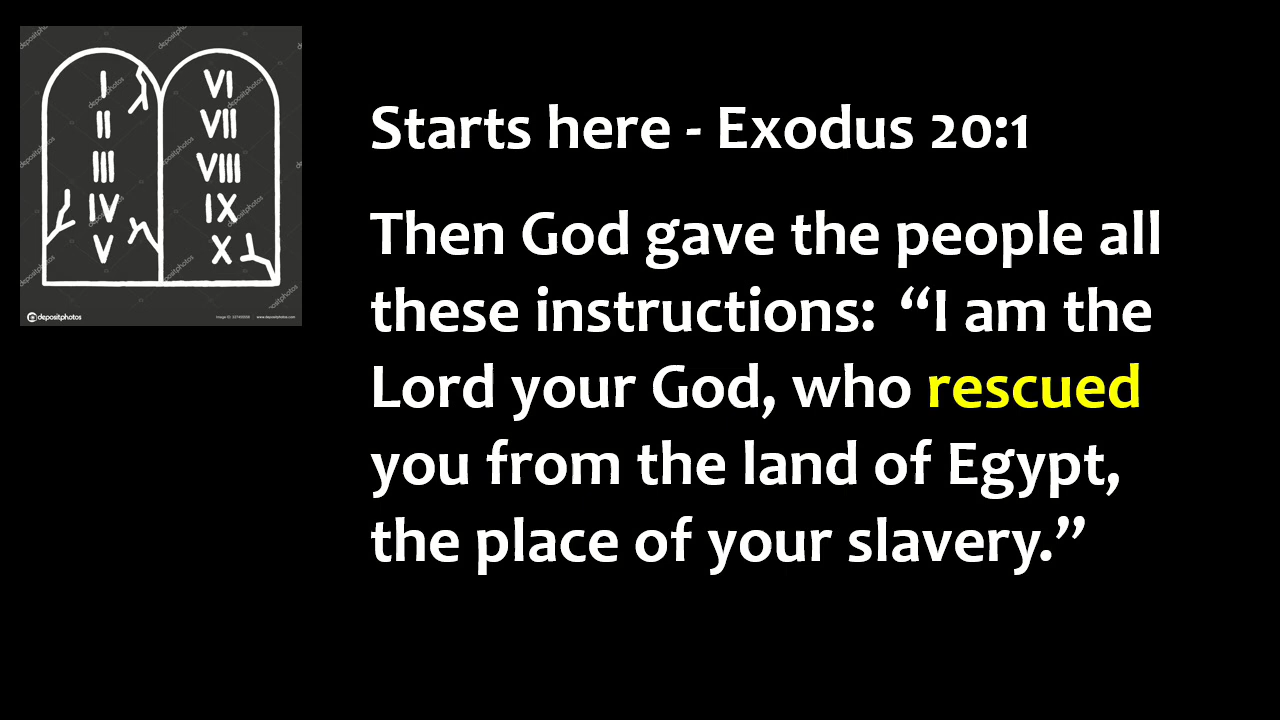 I
II
III
IV
V
VI
VII
VIII
IX
X
depositphotos
Starts here - Exodus 20:1
Then God gave the people all
these instructions: “I am the
Lord your God, who rescued
you from the land of Egypt,
the place of your slavery.”